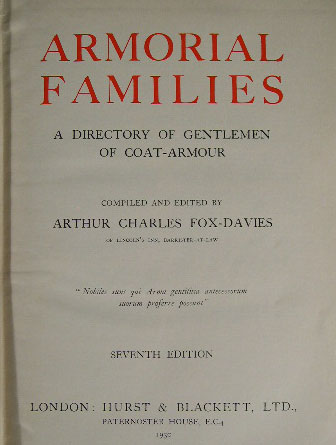 ARMORIAL
FAMILIES
A DIRECTORY OF GENTLEMEN
OF COAT-ARMOUR
COMPILED AND EDITED BY
ARTHUR CHARLES FOX-DAVIES
OF LINCOLN'S INN, BARRISTER-AT-LAW
"Nobiles sunt qui Arma gentilitia antecessorum
suorum proferre possunt"
SEVENTH EDITION
LONDON: HURST & BLACKETT, LTD.,
PATERNOSTER HOUSE, E.C.4